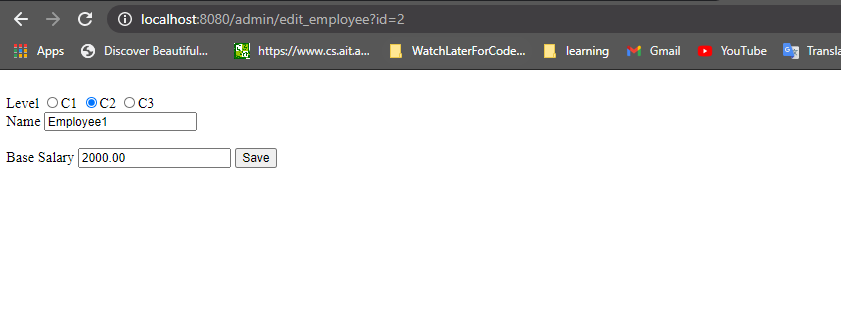 localhost:8080/admin/edit_employee?id=2
Apps Discover Beautiful... https://www.cs.ait.a... WatchLaterForCode... learning Gmail YouTube Transla
Level C1 C2 C3
Name Employee1
Base Salary 2000.00 Save